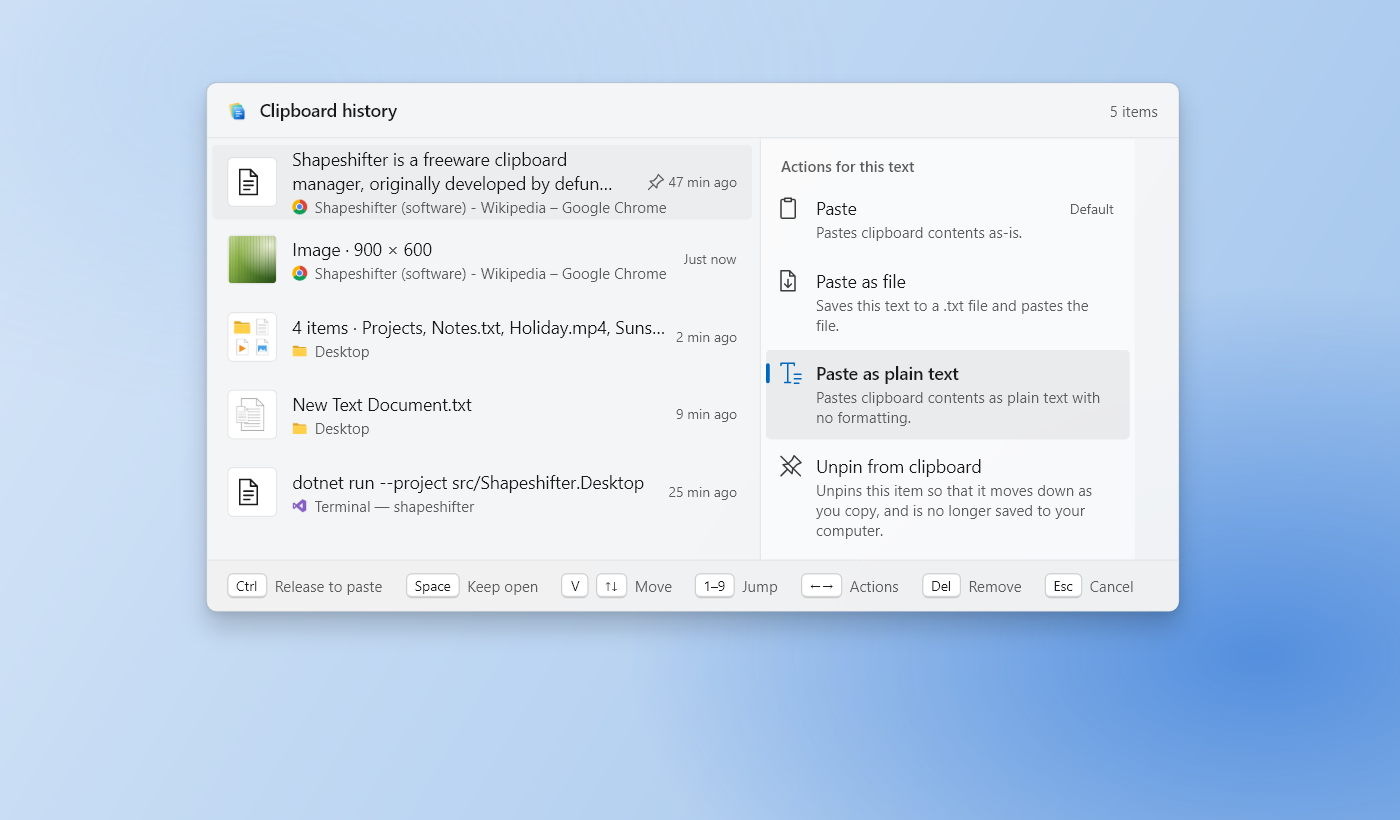 Clipboard history
5 items
Shapeshifter is a freeware clipboard
manager, originally developed by defun...
47 min ago
Shapeshifter (software) - Wikipedia – Google Chrome
Image · 900 × 600
Just now
Shapeshifter (software) - Wikipedia – Google Chrome
4 items · Projects, Notes.txt, Holiday.mp4, Suns...
2 min ago
Desktop
New Text Document.txt
9 min ago
Desktop
dotnet run --project src/Shapeshifter.Desktop
25 min ago
Terminal — shapeshifter
Actions for this text
Paste
Default
Pastes clipboard contents as-is.
Paste as file
Saves this text to a .txt file and pastes the
file.
Paste as plain text
Pastes clipboard contents as plain text with
no formatting.
Unpin from clipboard
Unpins this item so that it moves down as
you copy, and is no longer saved to your
computer.
Ctrl Release to paste Space Keep open V ↑↓ Move 1–9 Jump ←→ Actions Del Remove Esc Cancel